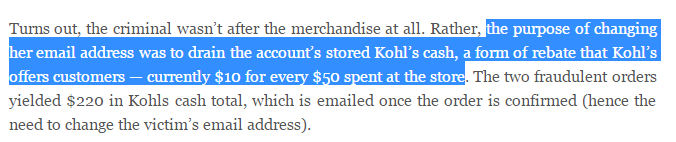 Turns out, the criminal wasn’t after the merchandise at all. Rather, the purpose of changing
her email address was to drain the account’s stored Kohl’s cash, a form of rebate that Kohl’s
offers customers — currently $10 for every $50 spent at the store. The two fraudulent orders
yielded $220 in Kohls cash total, which is emailed once the order is confirmed (hence the
need to change the victim’s email address).